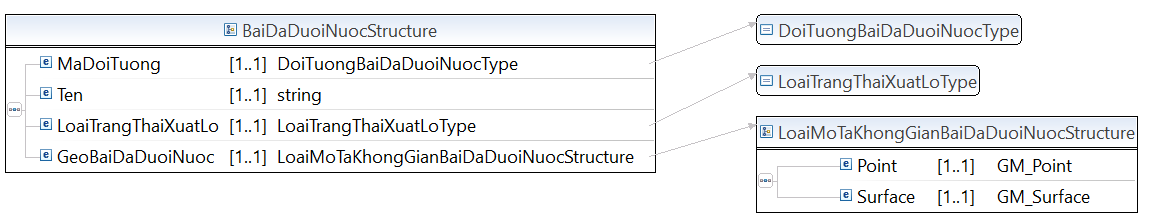 BaiDaDuoiNuocStructure
MaDoiTuong [1..1] DoiTuongBaiDaDuoiNuocType
Ten [1..1] string
LoaiTrangThaiXuatLo [1..1] LoaiTrangThaiXuatLoType
GeoBaiDaDuoiNuoc [1..1] LoaiMoTaKhongGianBaiDaDuoiNuocStructure
DoiTuongBaiDaDuoiNuocType
LoaiTrangThaiXuatLoType
LoaiMoTaKhongGianBaiDaDuoiNuocStructure
Point [1..1] GM_Point
Surface [1..1] GM_Surface